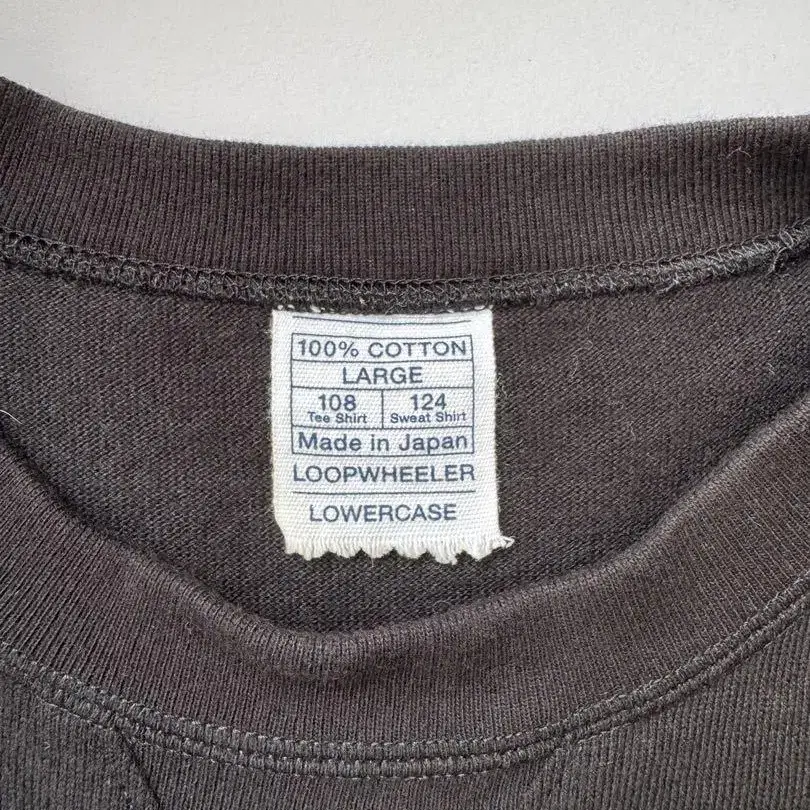 100% COTTON
LARGE
108 124
Tee Shirt Sweat Shirt
Made in Japan
LOOPWHEELER
LOWERCASE